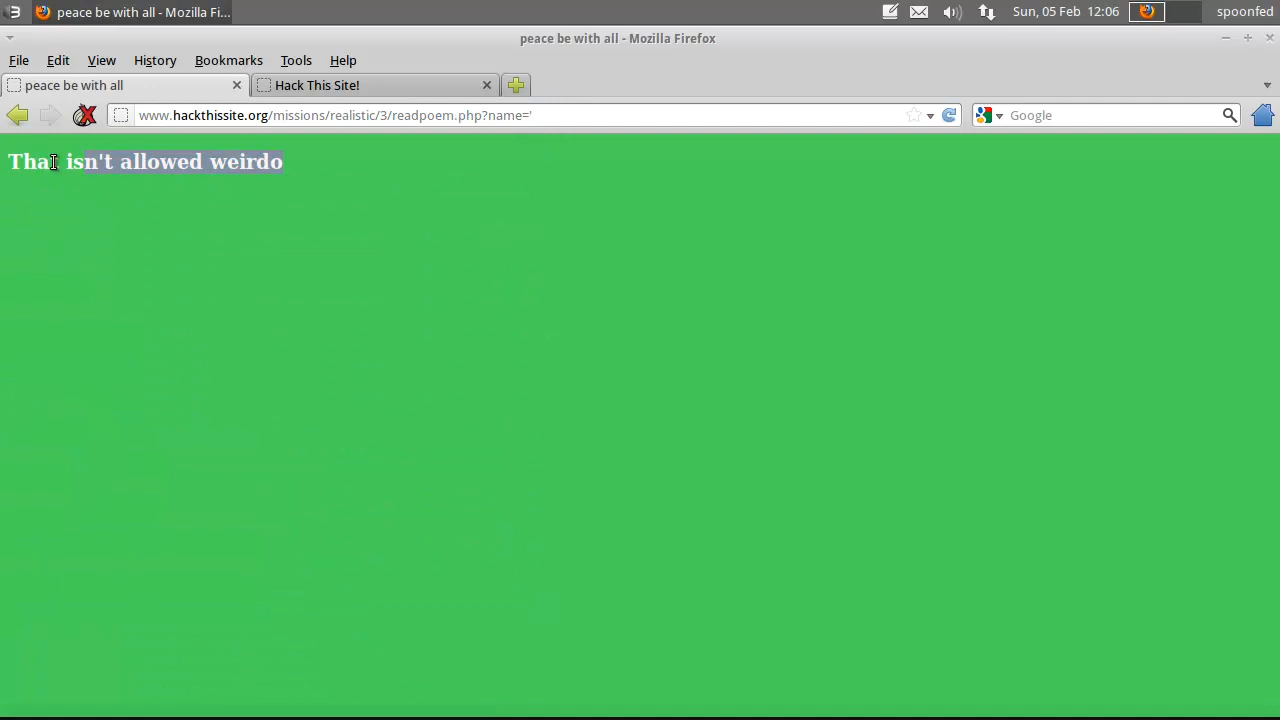 peace be with all - Mozilla Fi...
Sun, 05 Feb 12:06
spoonfed
peace be with all - Mozilla Firefox
File Edit View History Bookmarks Tools Help
peace be with all
Hack This Site!
www.hackthissite.org/missions/realistic/3/readpoem.php?name='
Google
That isn't allowed weirdo